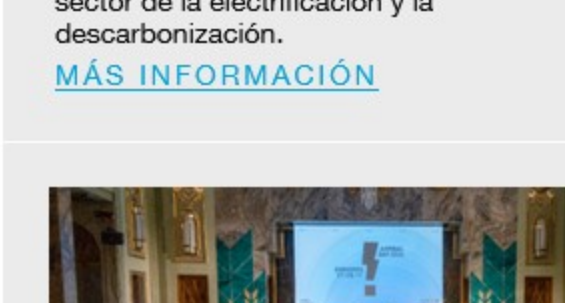 sector de la electrificación y la
descarbonización.
MÁS INFORMACIÓN